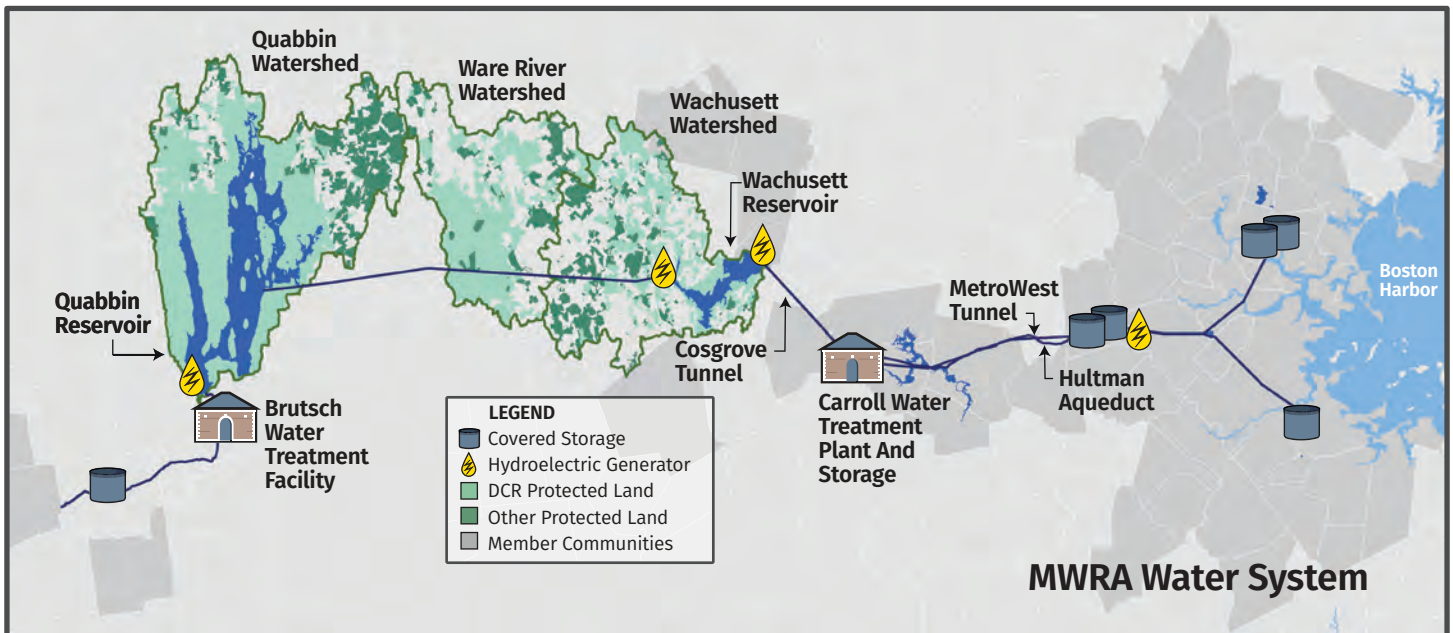 Quabbin
Watershed
Ware River
Watershed
Wachusett
Watershed
Wachusett
Reservoir
Quabbin
Reservoir
Boston
Harbor
MetroWest
Tunnel
Cosgrove
Tunnel
Hultman
Aqueduct
Brutsch
Water
Treatment
Facility
Carroll Water
Treatment
Plant And
Storage
LEGEND
Covered Storage
Hydroelectric Generator
DCR Protected Land
Other Protected Land
Member Communities
MWRA Water System